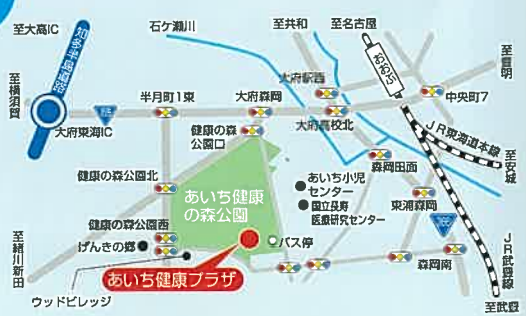 至大高IC
知多半島道路
石ケ瀬川
至共和
至名古屋
至豊明
おおぶ
大府駅西
中央町7
至横須賀
半月町1東
大府森岡
大府東海IC
大府高校北
健康の森
公園口
JR東海道本線
至安城
健康の森公園北
森岡田面
あいち健康
の森公園
あいち小児
センター
国立長寿
医療研究センター
東浦森岡
366
健康の森公園西
げんきの郷
バス停
森岡南
JR武豊線
至緒川新田
あいち健康プラザ
ウッドビレッジ
至武豊